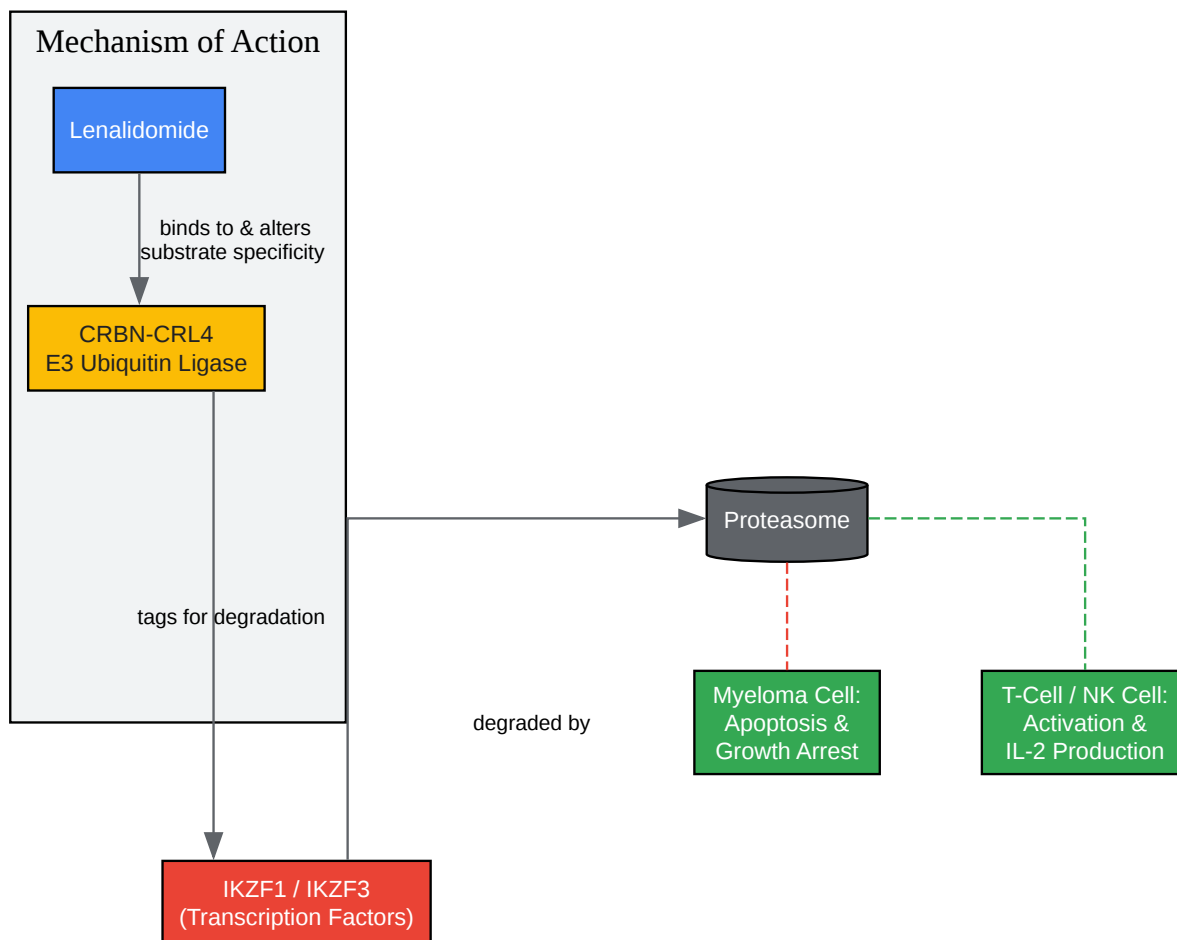 Mechanism of Action
Lenalidomide
binds to & alters
substrate specificity
CRBN-CRL4
E3 Ubiquitin Ligase
Proteasome
tags for degradation
degraded by
Myeloma Cell:
Apoptosis &
Growth Arrest
T-Cell / NK Cell:
Activation &
IL-2 Production
IKZF1 / IKZF3
(Transcription Factors)